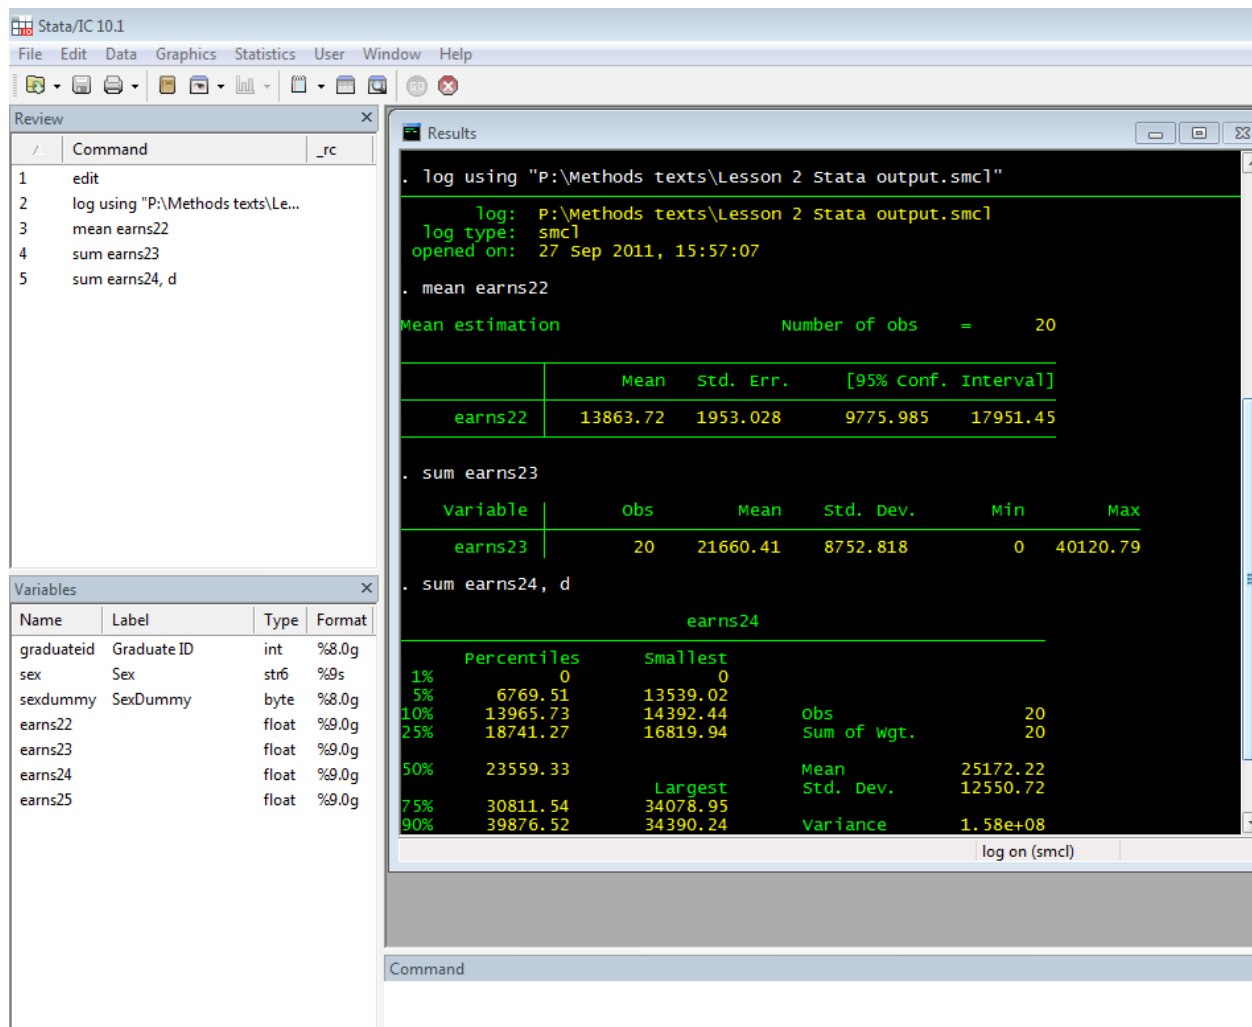 Stata/IC 10.1
File Edit Data Graphics Statistics User Window Help
Review
Command _rc
1 edit
2 log using "P:\Methods texts\Le...
3 mean earns22
4 sum earns23
5 sum earns24, d
Variables
Name Label Type Format
graduateid Graduate ID int %8.0g
sex Sex str6 %9s
sexdummy SexDummy byte %8.0g
earns22 float %9.0g
earns23 float %9.0g
earns24 float %9.0g
earns25 float %9.0g
Results
. log using "P:\Methods texts\Lesson 2 Stata output.smcl"
log: P:\Methods texts\Lesson 2 Stata output.smcl
log type: smcl
opened on: 27 Sep 2011, 15:57:07
. mean earns22
Mean estimation Number of obs = 20
Mean Std. Err. [95% Conf. Interval]
earns22 13863.72 1953.028 9775.985 17951.45
. sum earns23
Variable Obs Mean Std. Dev. Min Max
earns23 20 21660.41 8752.818 0 40120.79
. sum earns24, d
earns24
Percentiles Smallest
1% 0 0
5% 6769.51 13539.02
10% 13965.73 14392.44 Obs 20
25% 18741.27 16819.94 Sum of Wgt. 20
50% 23559.33 Mean 25172.22
Largest Std. Dev. 12550.72
75% 30811.54 34078.95
90% 39876.52 34390.24 Variance 1.58e+08
log on (smcl)
Command